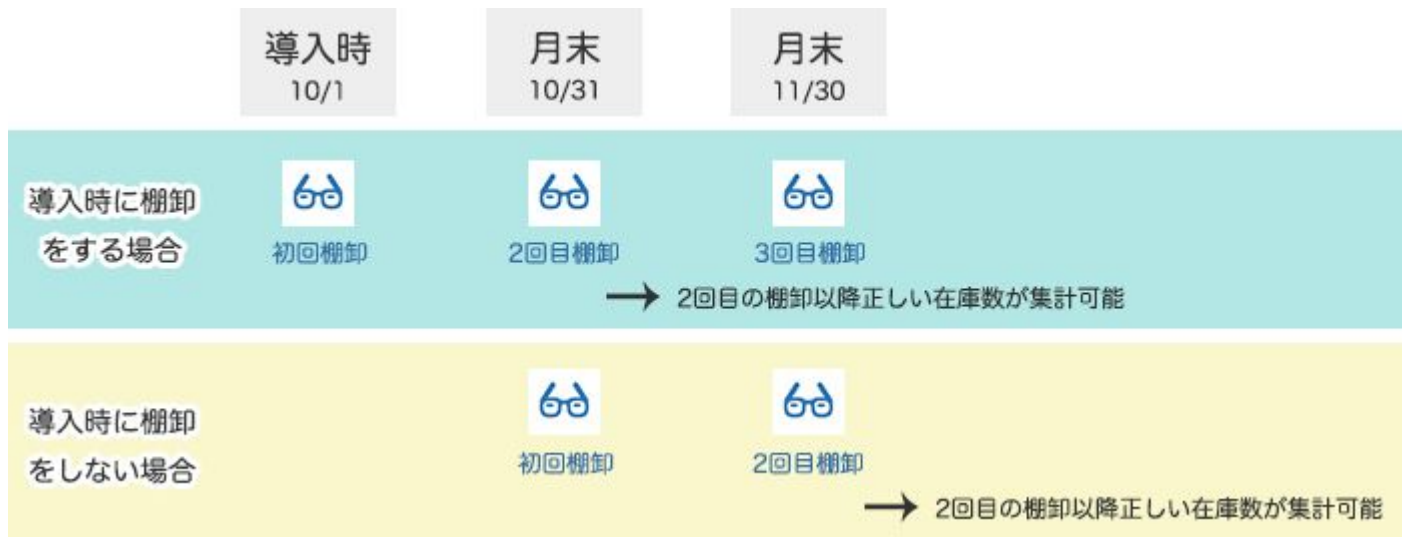 導入時
10/1
月末
10/31
月末
11/30
導入時に棚卸
をする場合
初回棚卸
2回目棚卸
3回目棚卸
→ 2回目の棚卸以降正しい在庫数が集計可能
導入時に棚卸
をしない場合
初回棚卸
2回目棚卸
→ 2回目の棚卸以降正しい在庫数が集計可能